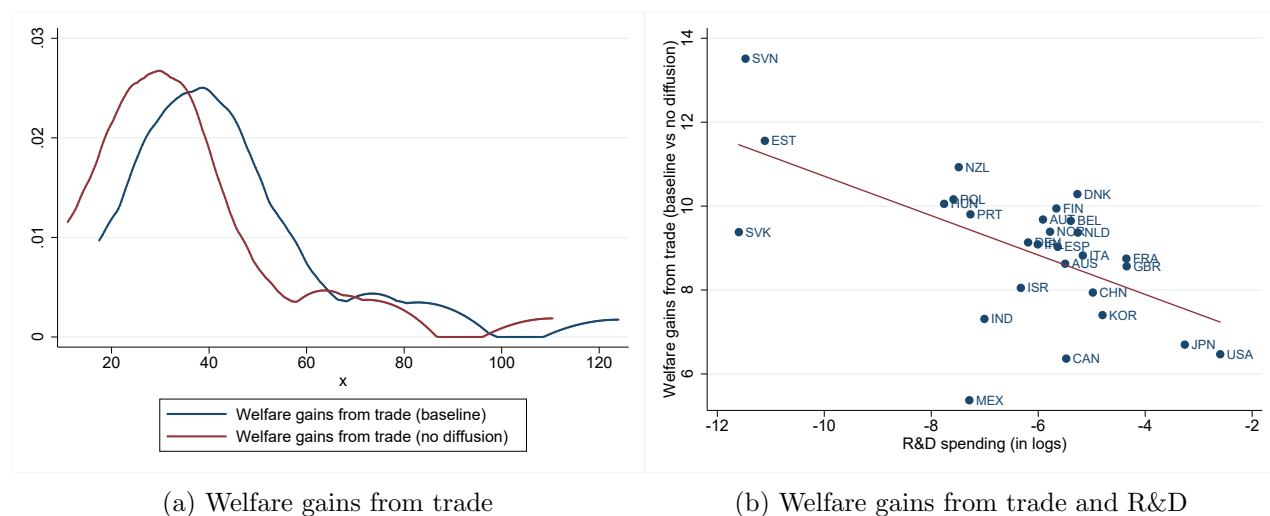 .03
.02
.01
0
20 40 60 80 100 120
x
Welfare gains from trade (baseline)
Welfare gains from trade (no diffusion)
(a) Welfare gains from trade
Welfare gains from trade (baseline vs no diffusion)
14
12
10
8
6
SVN
EST
NZL
POL
HUN
DNK
FIN
PRT
AUT
BEL
SVK
NOR
NLD
ESP
ITA
FRA
AUS
GBR
ISR
CHN
IND
KOR
JPN
CAN
USA
MEX
-12 -10 -8 -6 -4 -2
R&D spending (in logs)
(b) Welfare gains from trade and R&D